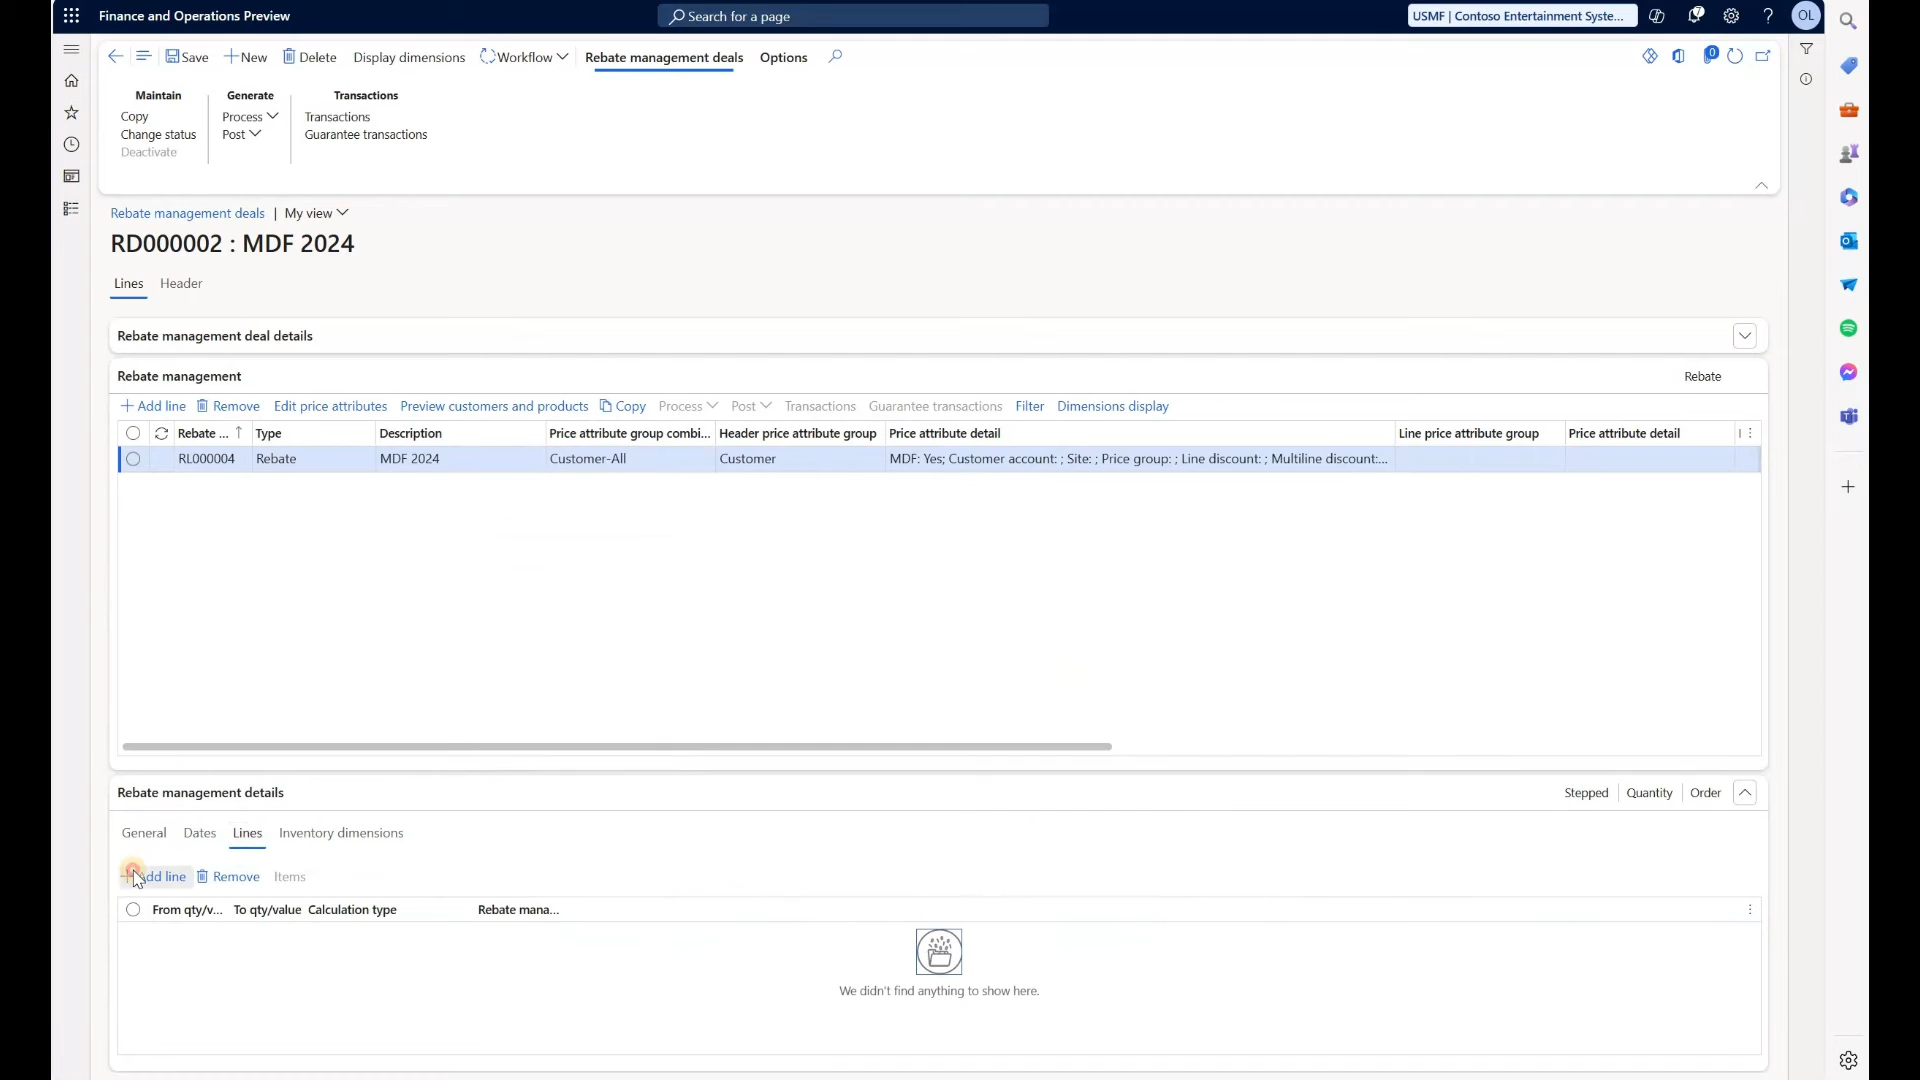 Finance and Operations Preview
Search for a page
USMF | Contoso Entertainment Syste...
7
OL
Save
New
Delete
Display dimensions
Workflow
Rebate management deals
Options
0
Maintain
Copy
Change status
Deactivate
Generate
Process
Post
Transactions
Transactions
Guarantee transactions
Rebate management deals | My view
RD000002 : MDF 2024
Lines Header
Rebate management deal details
Rebate management Rebate
Add line Remove Edit price attributes Preview customers and products Copy Process Post Transactions Guarantee transactions Filter Dimensions display
Rebate ... Type Description Price attribute group combi... Header price attribute group Price attribute detail Line price attribute group Price attribute detail
RL000004 Rebate MDF 2024 Customer-All Customer MDF: Yes; Customer account: ; Site: ; Price group: ; Line discount: ; Multiline discount:...
Rebate management details Stepped Quantity Order
General Dates Lines Inventory dimensions
dd line Remove Items
From qty/v... To qty/value Calculation type Rebate mana...
We didn't find anything to show here.